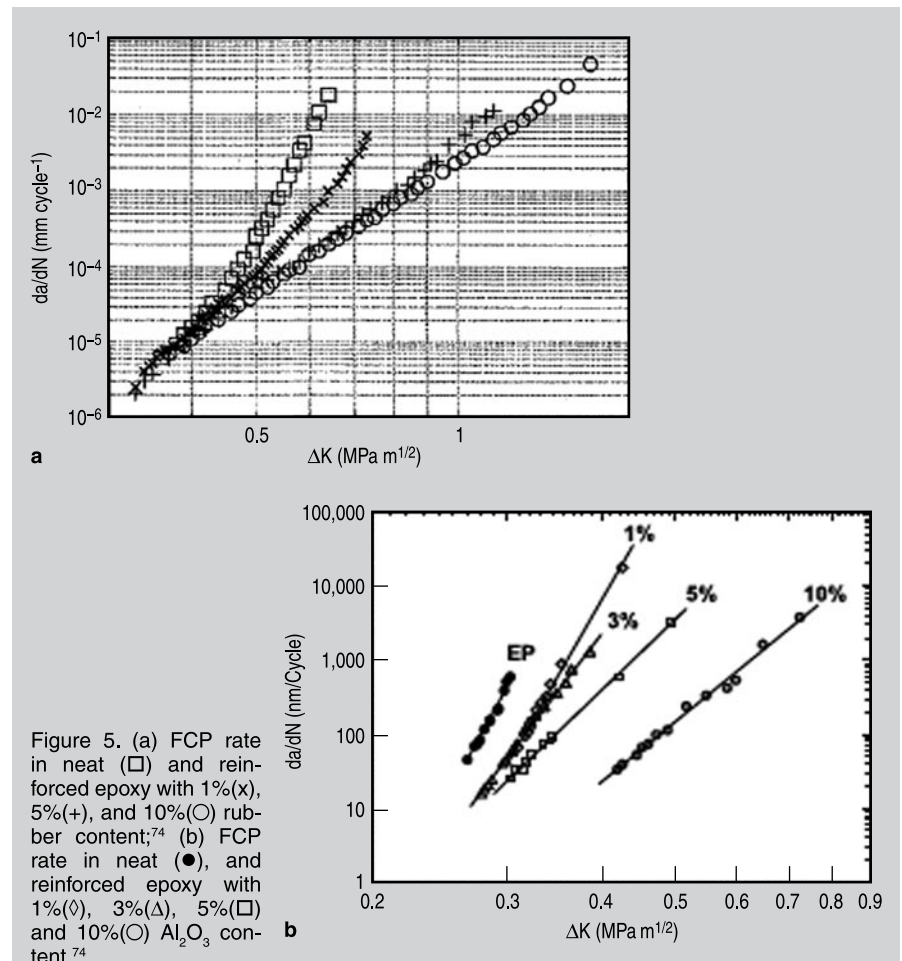 10⁻¹
10⁻²
10⁻³
10⁻⁴
10⁻⁵
10⁻⁶
da/dN (mm cycle⁻¹)
0.5
1
ΔK (MPa m¹/²)
a
100,000
10,000
1,000
100
10
1
da/dN (nm/Cycle)
EP
1%
3%
5%
10%
0.2
0.3
0.4
0.5
0.6
0.7
0.8
0.9
ΔK (MPa m¹/²)
b
Figure 5. (a) FCP rate
in neat (□) and rein-
forced epoxy with 1%(x),
5%(+), and 10%(○) rub-
ber content;⁷⁴ (b) FCP
rate in neat (●), and
reinforced epoxy with
1%(◊), 3%(Δ), 5%(□)
and 10%(○) Al₂O₃ con-
tent.⁷⁴